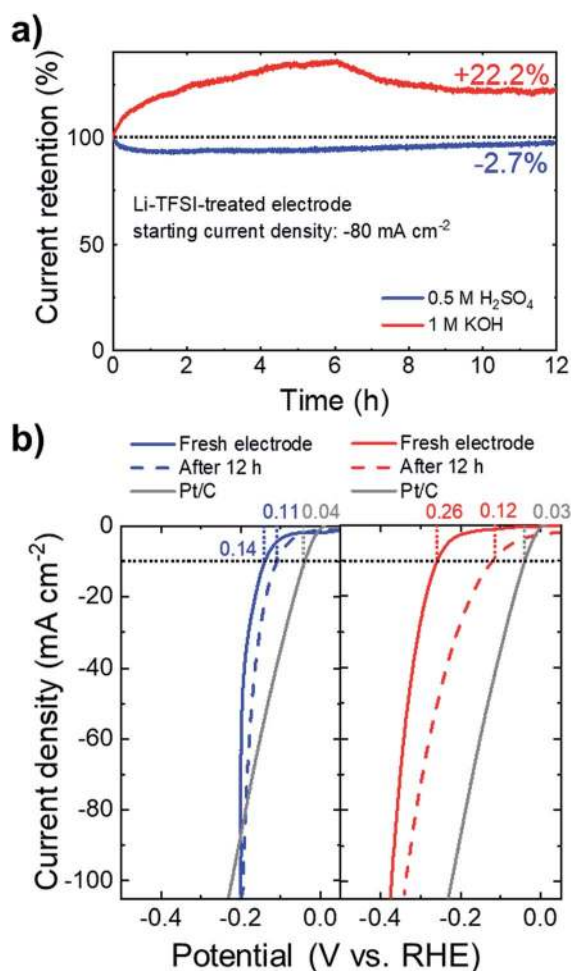 a)
Current retention (%)
100
50
0
+22.2%
-2.7%
Li-TFSI-treated electrode
starting current density: -80 mA cm⁻²
0.5 M H₂SO₄
1 M KOH
0 2 4 6 8 10 12
Time (h)
b)
Fresh electrode
After 12 h
Pt/C
Fresh electrode
After 12 h
Pt/C
0.14 0.11 0.04
0.26 0.12 0.03
Current density (mA cm⁻²)
0
-20
-40
-60
-80
-100
-0.4 -0.2 0.0 -0.4 -0.2 0.0
Potential (V vs. RHE)